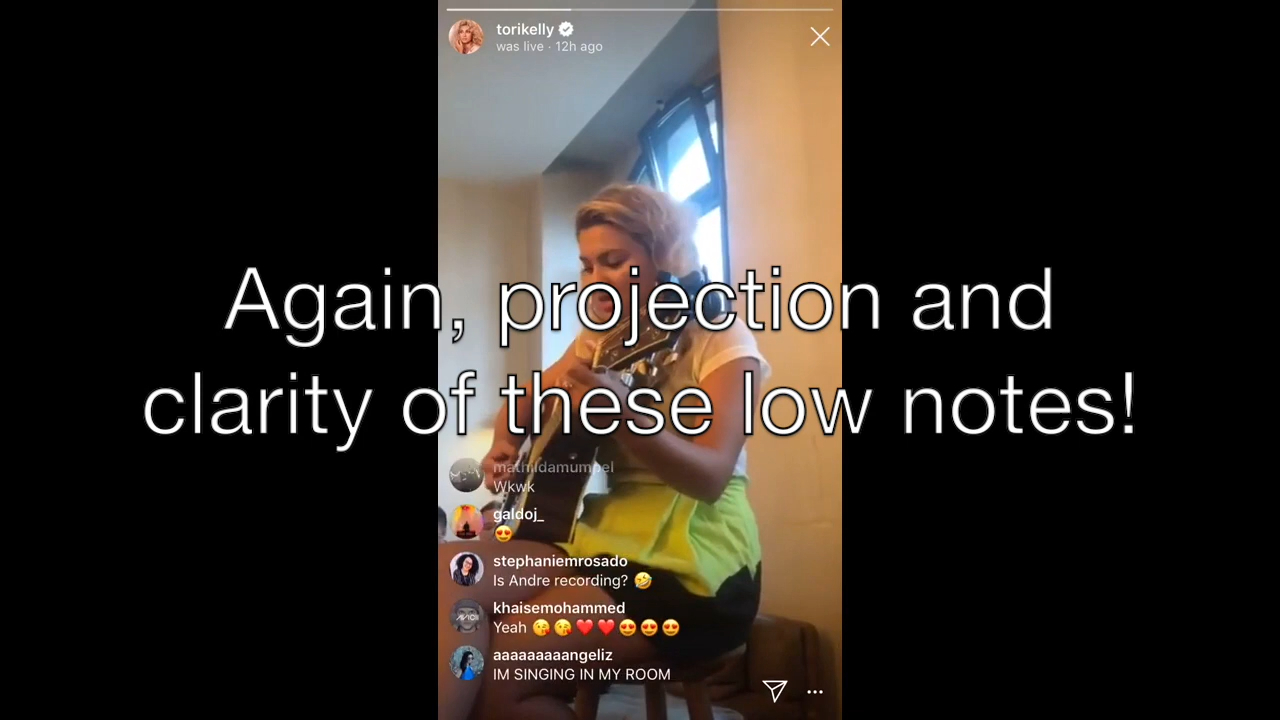 torikelly
was live · 12h ago
Again, projection and
clarity of these low notes!
mathildamumpel
Wkwk
galdoj_
😍
stephaniemrosado
Is Andre recording? 🤣
khaisemohammed
Yeah 😘😘❤️❤️😍😍😍
aaaaaaaaangeliz
IM SINGING IN MY ROOM